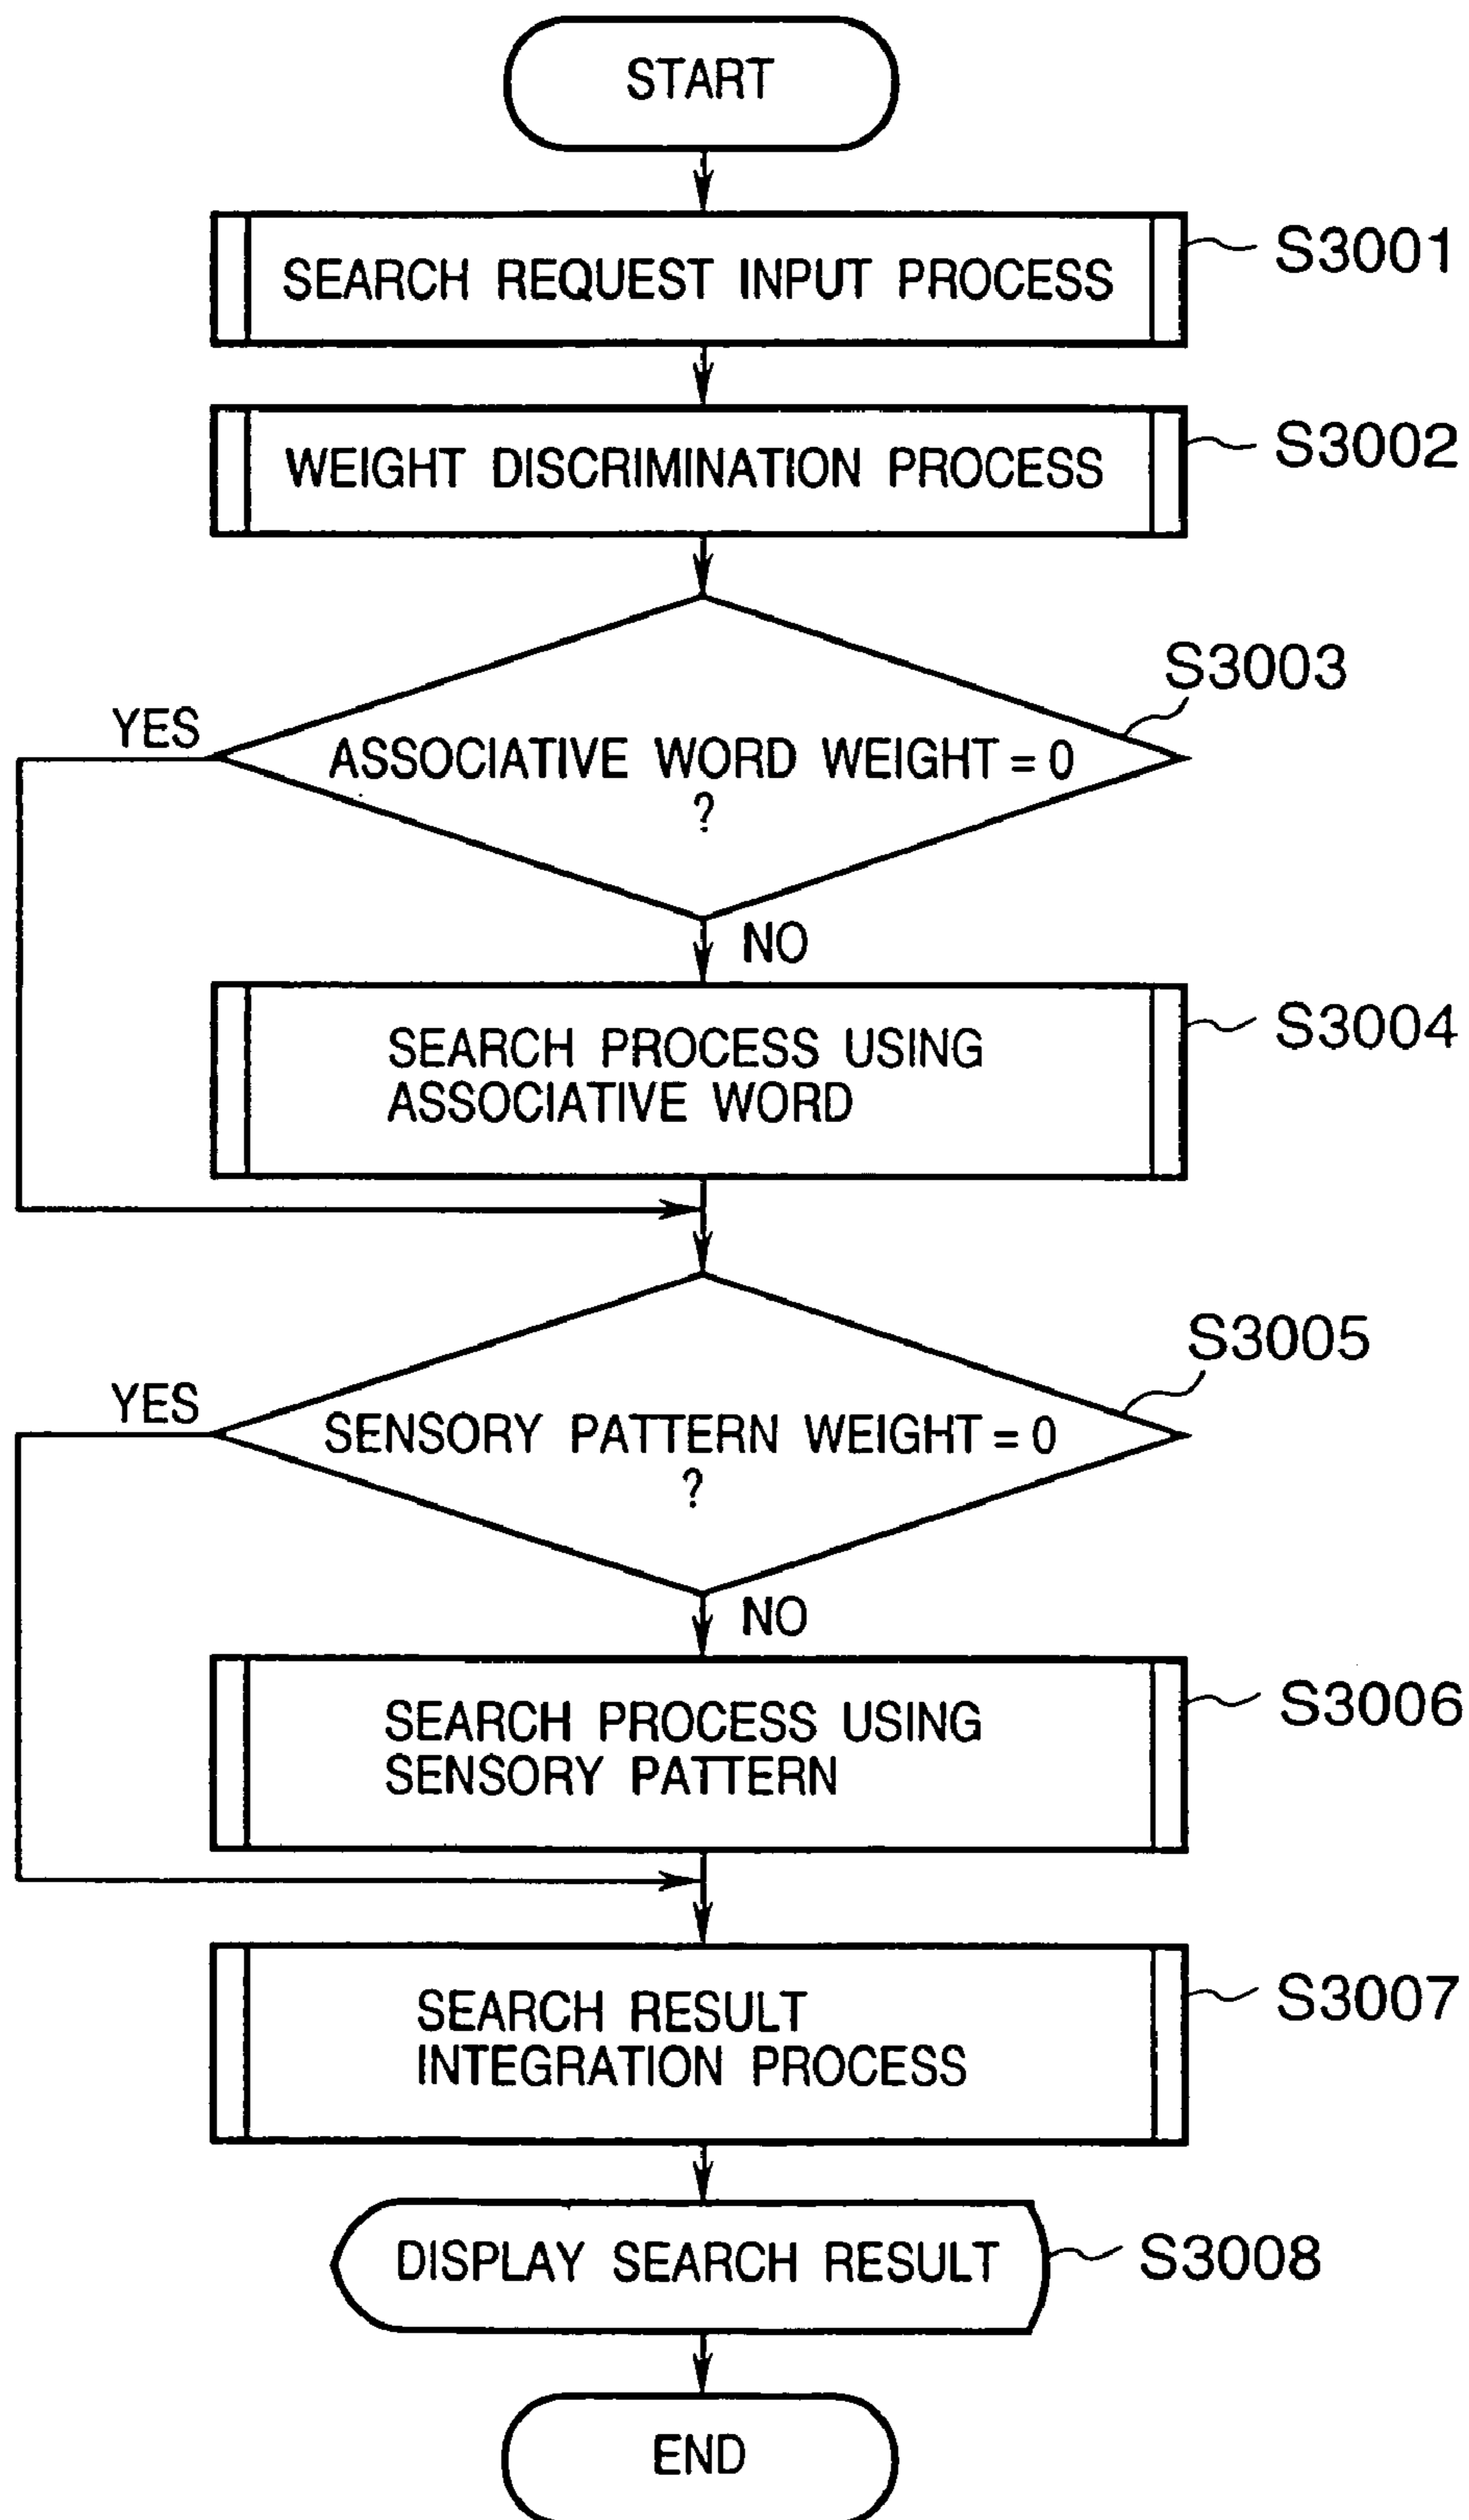 START
SEARCH REQUEST INPUT PROCESS
S3001
WEIGHT DISCRIMINATION PROCESS
S3002
S3003
YES
ASSOCIATIVE WORD WEIGHT = 0
?
NO
SEARCH PROCESS USING
ASSOCIATIVE WORD
S3004
S3005
YES
SENSORY PATTERN WEIGHT = 0
?
NO
SEARCH PROCESS USING
SENSORY PATTERN
S3006
SEARCH RESULT
INTEGRATION PROCESS
S3007
DISPLAY SEARCH RESULT
S3008
END